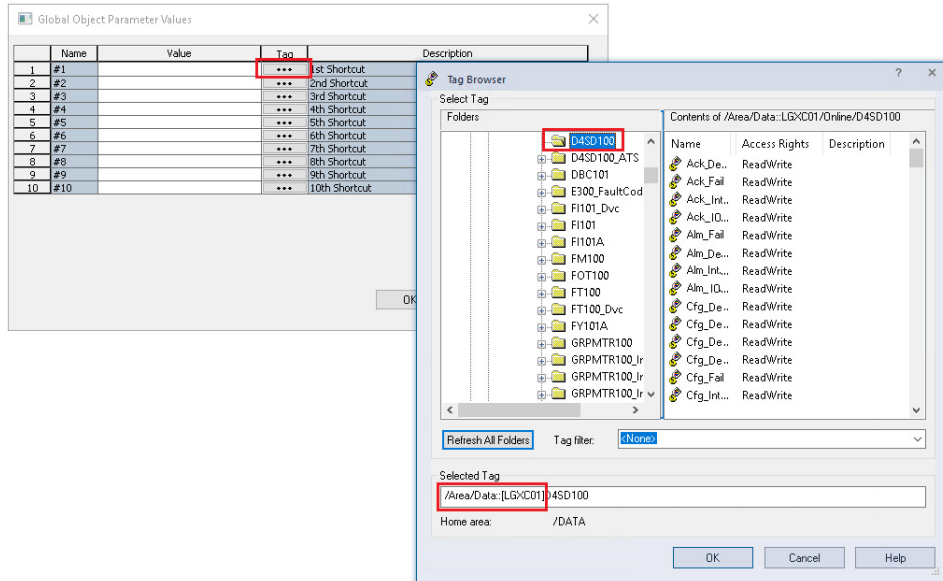 Global Object Parameter Values
Name Value Tag Description
1 #1 ••• 1st Shortcut
2 #2 ••• 2nd Shortcut
3 #3 ••• 3rd Shortcut
4 #4 ••• 4th Shortcut
5 #5 ••• 5th Shortcut
6 #6 ••• 6th Shortcut
7 #7 ••• 7th Shortcut
8 #8 ••• 8th Shortcut
9 #9 ••• 9th Shortcut
10 #10 ••• 10th Shortcut
OK
Tag Browser
Select Tag
Folders
D4SD100
D4SD100_ATS
DBC101
E300_FaultCod
FI101_Dvc
FI101
FI101A
FM100
FOT100
FT100
FT100_Dvc
FY101A
GRPMTR100
GRPMTR100_Ir
GRPMTR100_Ir
GRPMTR100_Ir
Contents of /Area/Data::LGXC01/Online/D4SD100
Name Access Rights Description
Ack_De... ReadWrite
Ack_Fail ReadWrite
Ack_Int... ReadWrite
Ack_IO... ReadWrite
Alm_Fail ReadWrite
Alm_De... ReadWrite
Alm_Int... ReadWrite
Alm_IO... ReadWrite
Cfg_De... ReadWrite
Cfg_De... ReadWrite
Cfg_De... ReadWrite
Cfg_De... ReadWrite
Cfg_Fail ReadWrite
Cfg_Int... ReadWrite
Refresh All Folders Tag filter: <None>
Selected Tag
/Area/Data::[LGXC01]D4SD100
Home area: /DATA
OK Cancel Help